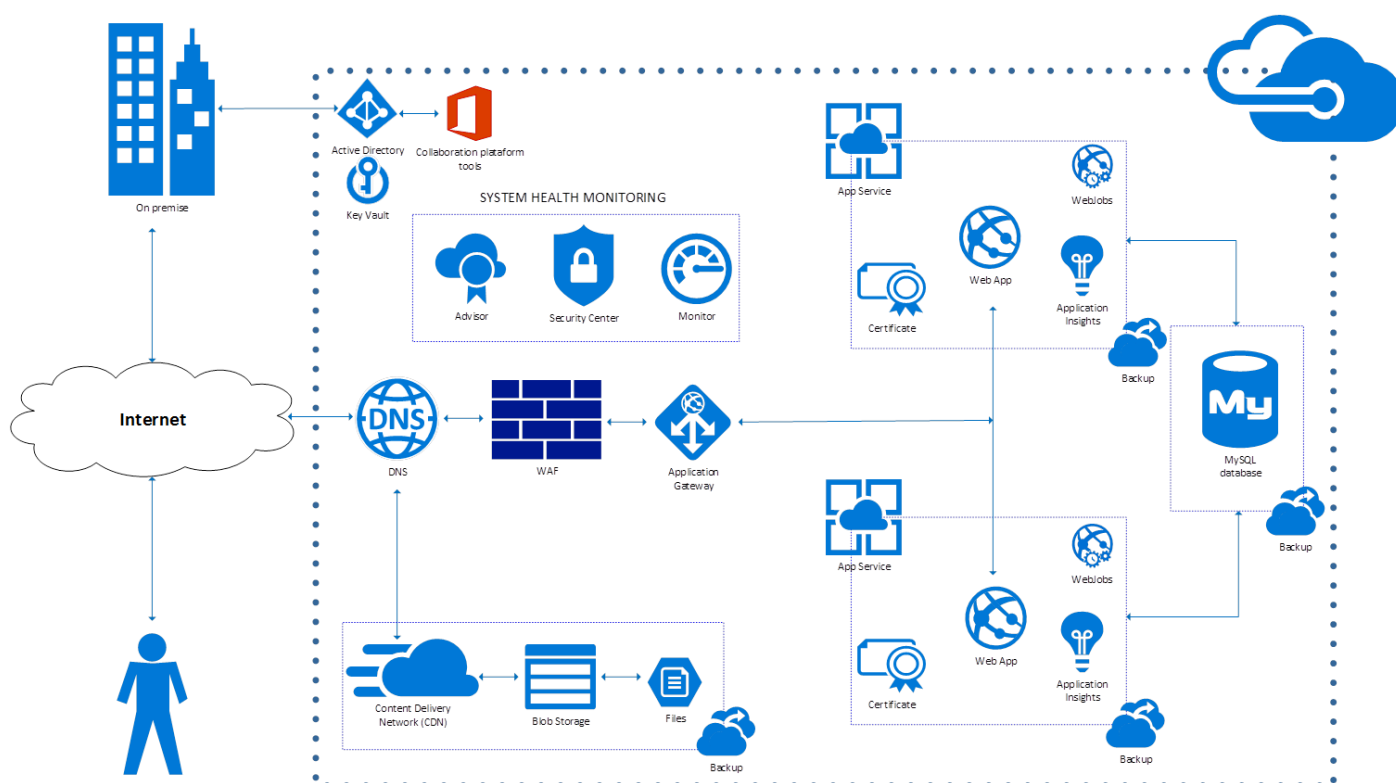 On premise
Active Directory
Collaboration plataform
tools
Key Vault
SYSTEM HEALTH MONITORING
Advisor
Security Center
Monitor
App Service
WebJobs
Web App
Certificate
Application
Insights
Backup
Internet
DNS
DNS
WAF
Application
Gateway
My
MySQL
database
Backup
App Service
WebJobs
Web App
Certificate
Application
Insights
Backup
Content Delivery
Network (CDN)
Blob Storage
Files
Backup